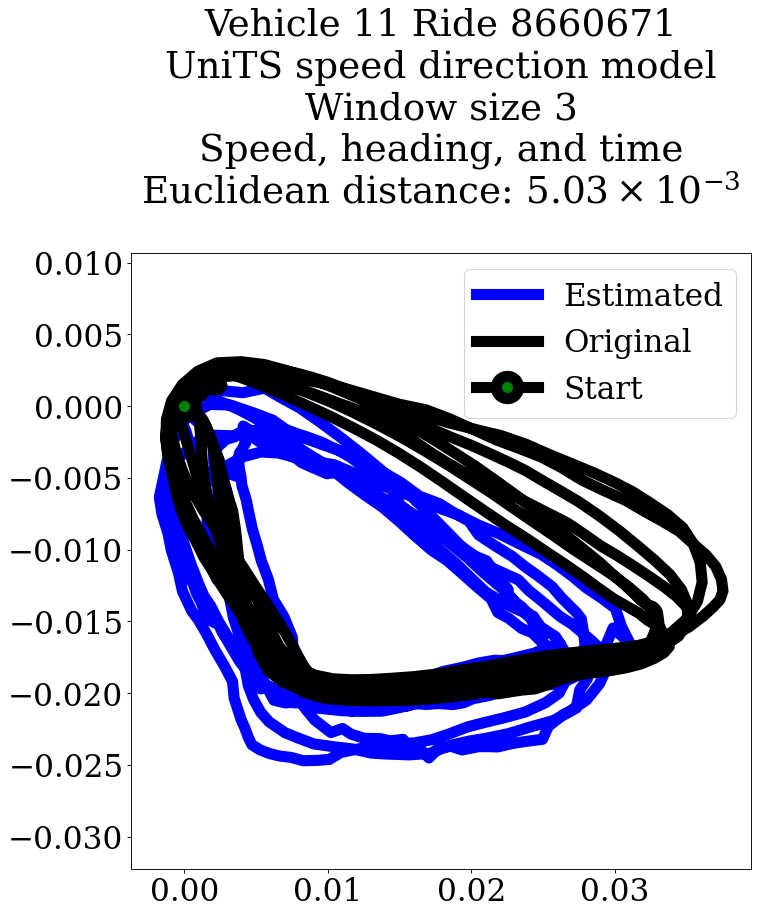 Vehicle 11 Ride 8660671
UniTS speed direction model
Window size 3
Speed, heading, and time
Euclidean distance: 5.03 × 10⁻³
0.010
Estimated
0.005
Original
0.000
Start
−0.005
−0.010
−0.015
−0.020
−0.025
−0.030
0.00 0.01 0.02 0.03